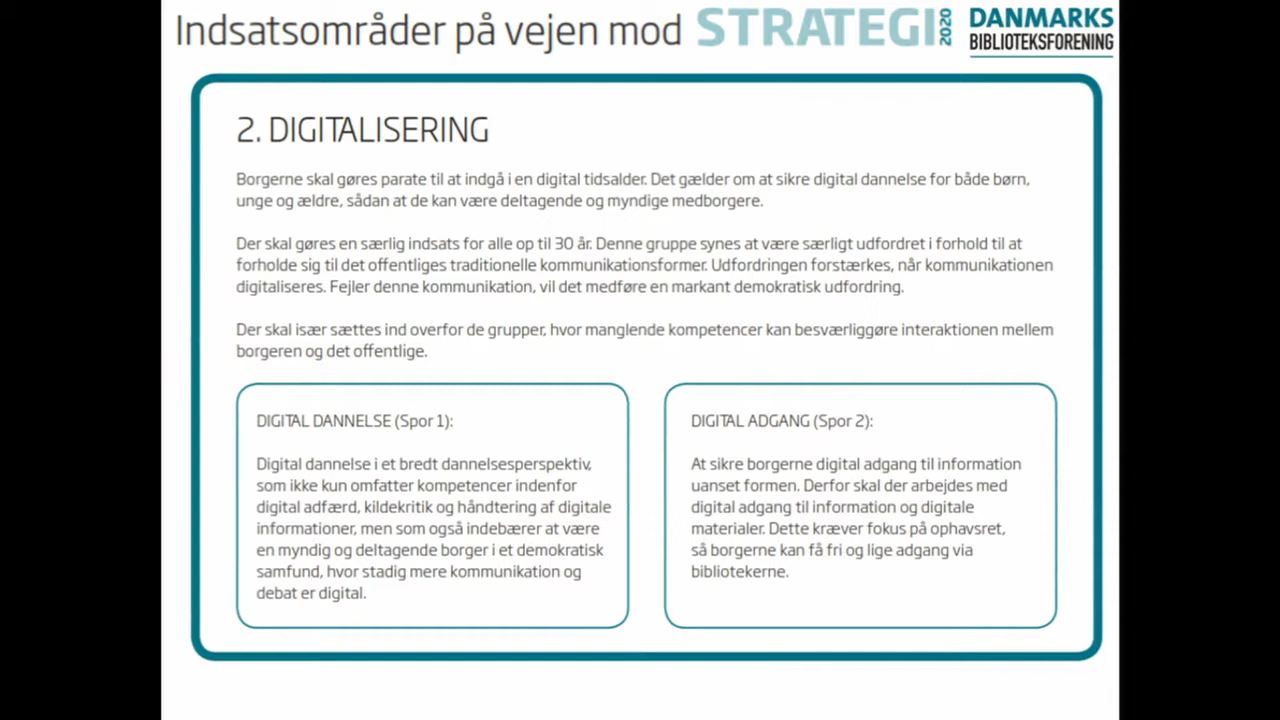 Indsatsområder på vejen mod STRATEGI 2020
DANMARKS
BIBLIOTEKSFORENING
2. DIGITALISERING
Borgerne skal gøres parate til at indgå i en digital tidsalder. Det gælder om at sikre digital dannelse for både børn,
unge og ældre, sådan at de kan være deltagende og myndige medborgere.
Der skal gøres en særlig indsats for alle op til 30 år. Denne gruppe synes at være særligt udfordret i forhold til at
forholde sig til det offentliges traditionelle kommunikationsformer. Udfordringen forstærkes, når kommunikationen
digitaliseres. Fejler denne kommunikation, vil det medføre en markant demokratisk udfordring.
Der skal især sættes ind overfor de grupper, hvor manglende kompetencer kan besværliggøre interaktionen mellem
borgeren og det offentlige.
DIGITAL DANNELSE (Spor 1):
Digital dannelse i et bredt dannelsesperspektiv,
som ikke kun omfatter kompetencer indenfor
digital adfærd, kildekritik og håndtering af digitale
informationer, men som også indebærer at være
en myndig og deltagende borger i et demokratisk
samfund, hvor stadig mere kommunikation og
debat er digital.
DIGITAL ADGANG (Spor 2):
At sikre borgerne digital adgang til information
uanset formen. Derfor skal der arbejdes med
digital adgang til information og digitale
materialer. Dette kræver fokus på ophavsret,
så borgerne kan få fri og lige adgang via
bibliotekerne.